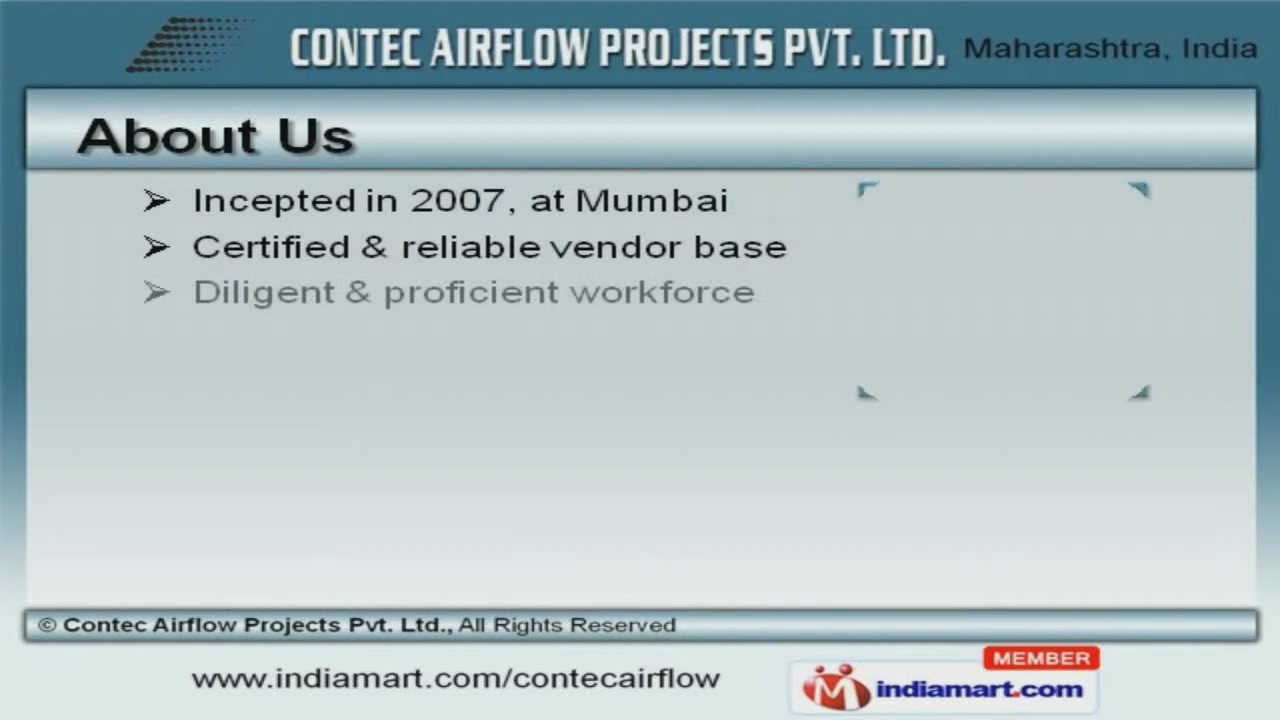 CONTEC AIRFLOW PROJECTS PVT. LTD. Maharashtra, India
About Us
➢ Incepted in 2007, at Mumbai
➢ Certified & reliable vendor base
➢ Diligent & proficient workforce
© Contec Airflow Projects Pvt. Ltd., All Rights Reserved
www.indiamart.com/contecairflow
MEMBER
indiamart.com